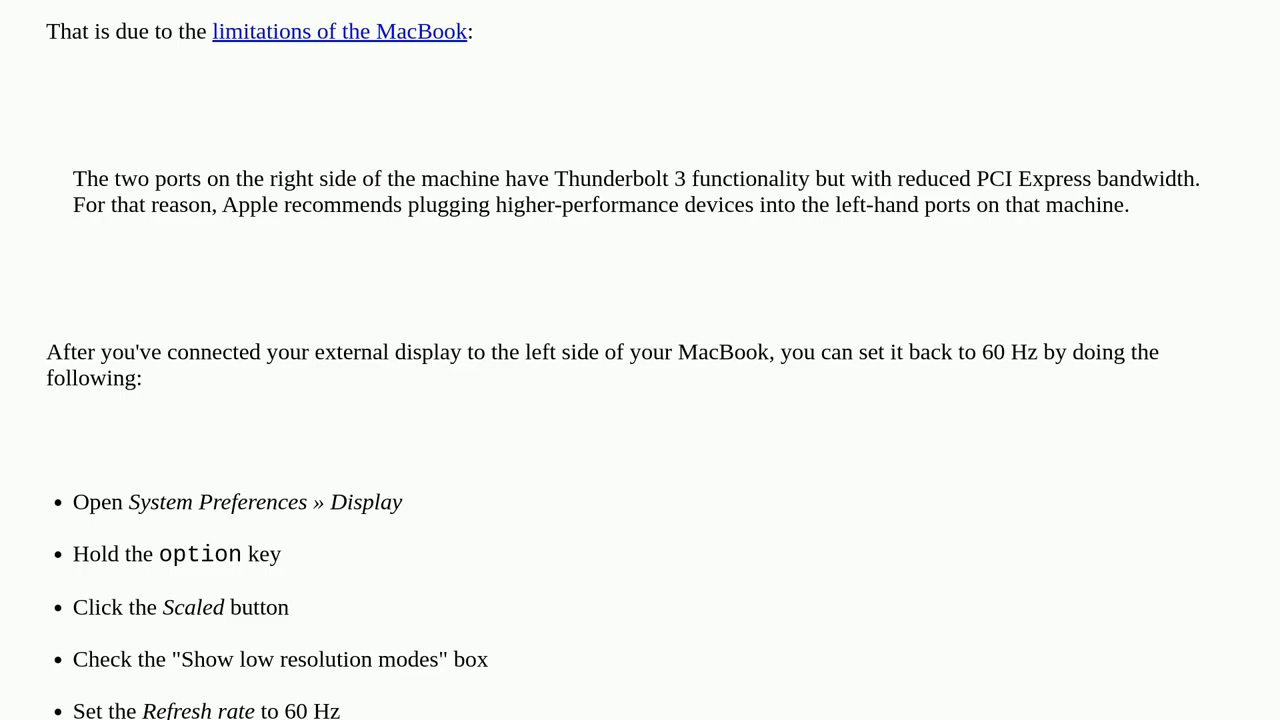 That is due to the limitations of the MacBook:
The two ports on the right side of the machine have Thunderbolt 3 functionality but with reduced PCI Express bandwidth.
For that reason, Apple recommends plugging higher-performance devices into the left-hand ports on that machine.
After you've connected your external display to the left side of your MacBook, you can set it back to 60 Hz by doing the
following:
• Open System Preferences » Display
• Hold the option key
• Click the Scaled button
• Check the "Show low resolution modes" box
• Set the Refresh rate to 60 Hz